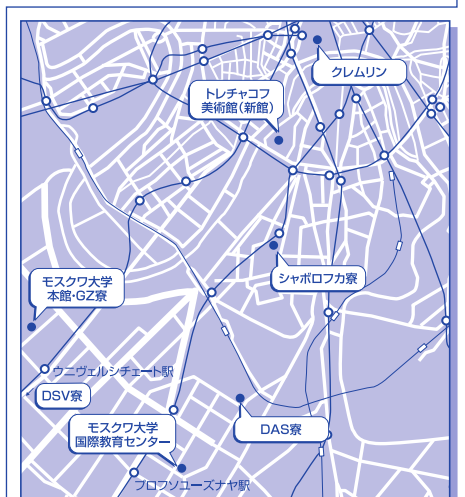 クレムリン
トレチャコフ
美術館(新館)
シャボロフカ寮
モスクワ大学
本館・GZ寮
ウニヴェルシチェート駅
DSV寮
モスクワ大学
国際教育センター
DAS寮
プロフソユーズナヤ駅